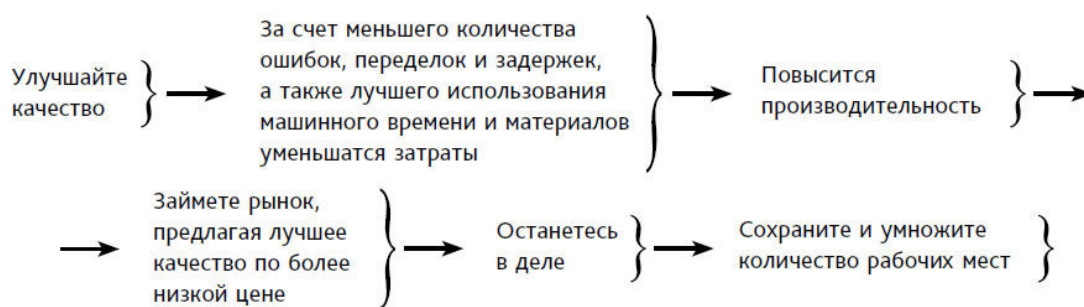 Улучшайте
качество
За счет меньшего количества
ошибок, переделок и задержек,
а также лучшего использования
машинного времени и материалов
уменьшатся затраты
Повысится
производительность
Займете рынок,
предлагая лучшее
качество по более
низкой цене
Останетесь
в деле
Сохраните и умножите
количество рабочих мест